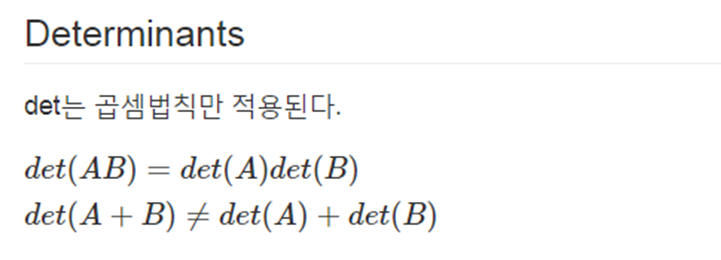 Determinants
det는 곱셈법칙만 적용된다.
det(AB) = det(A)det(B)
det(A + B) ≠ det(A) + det(B)